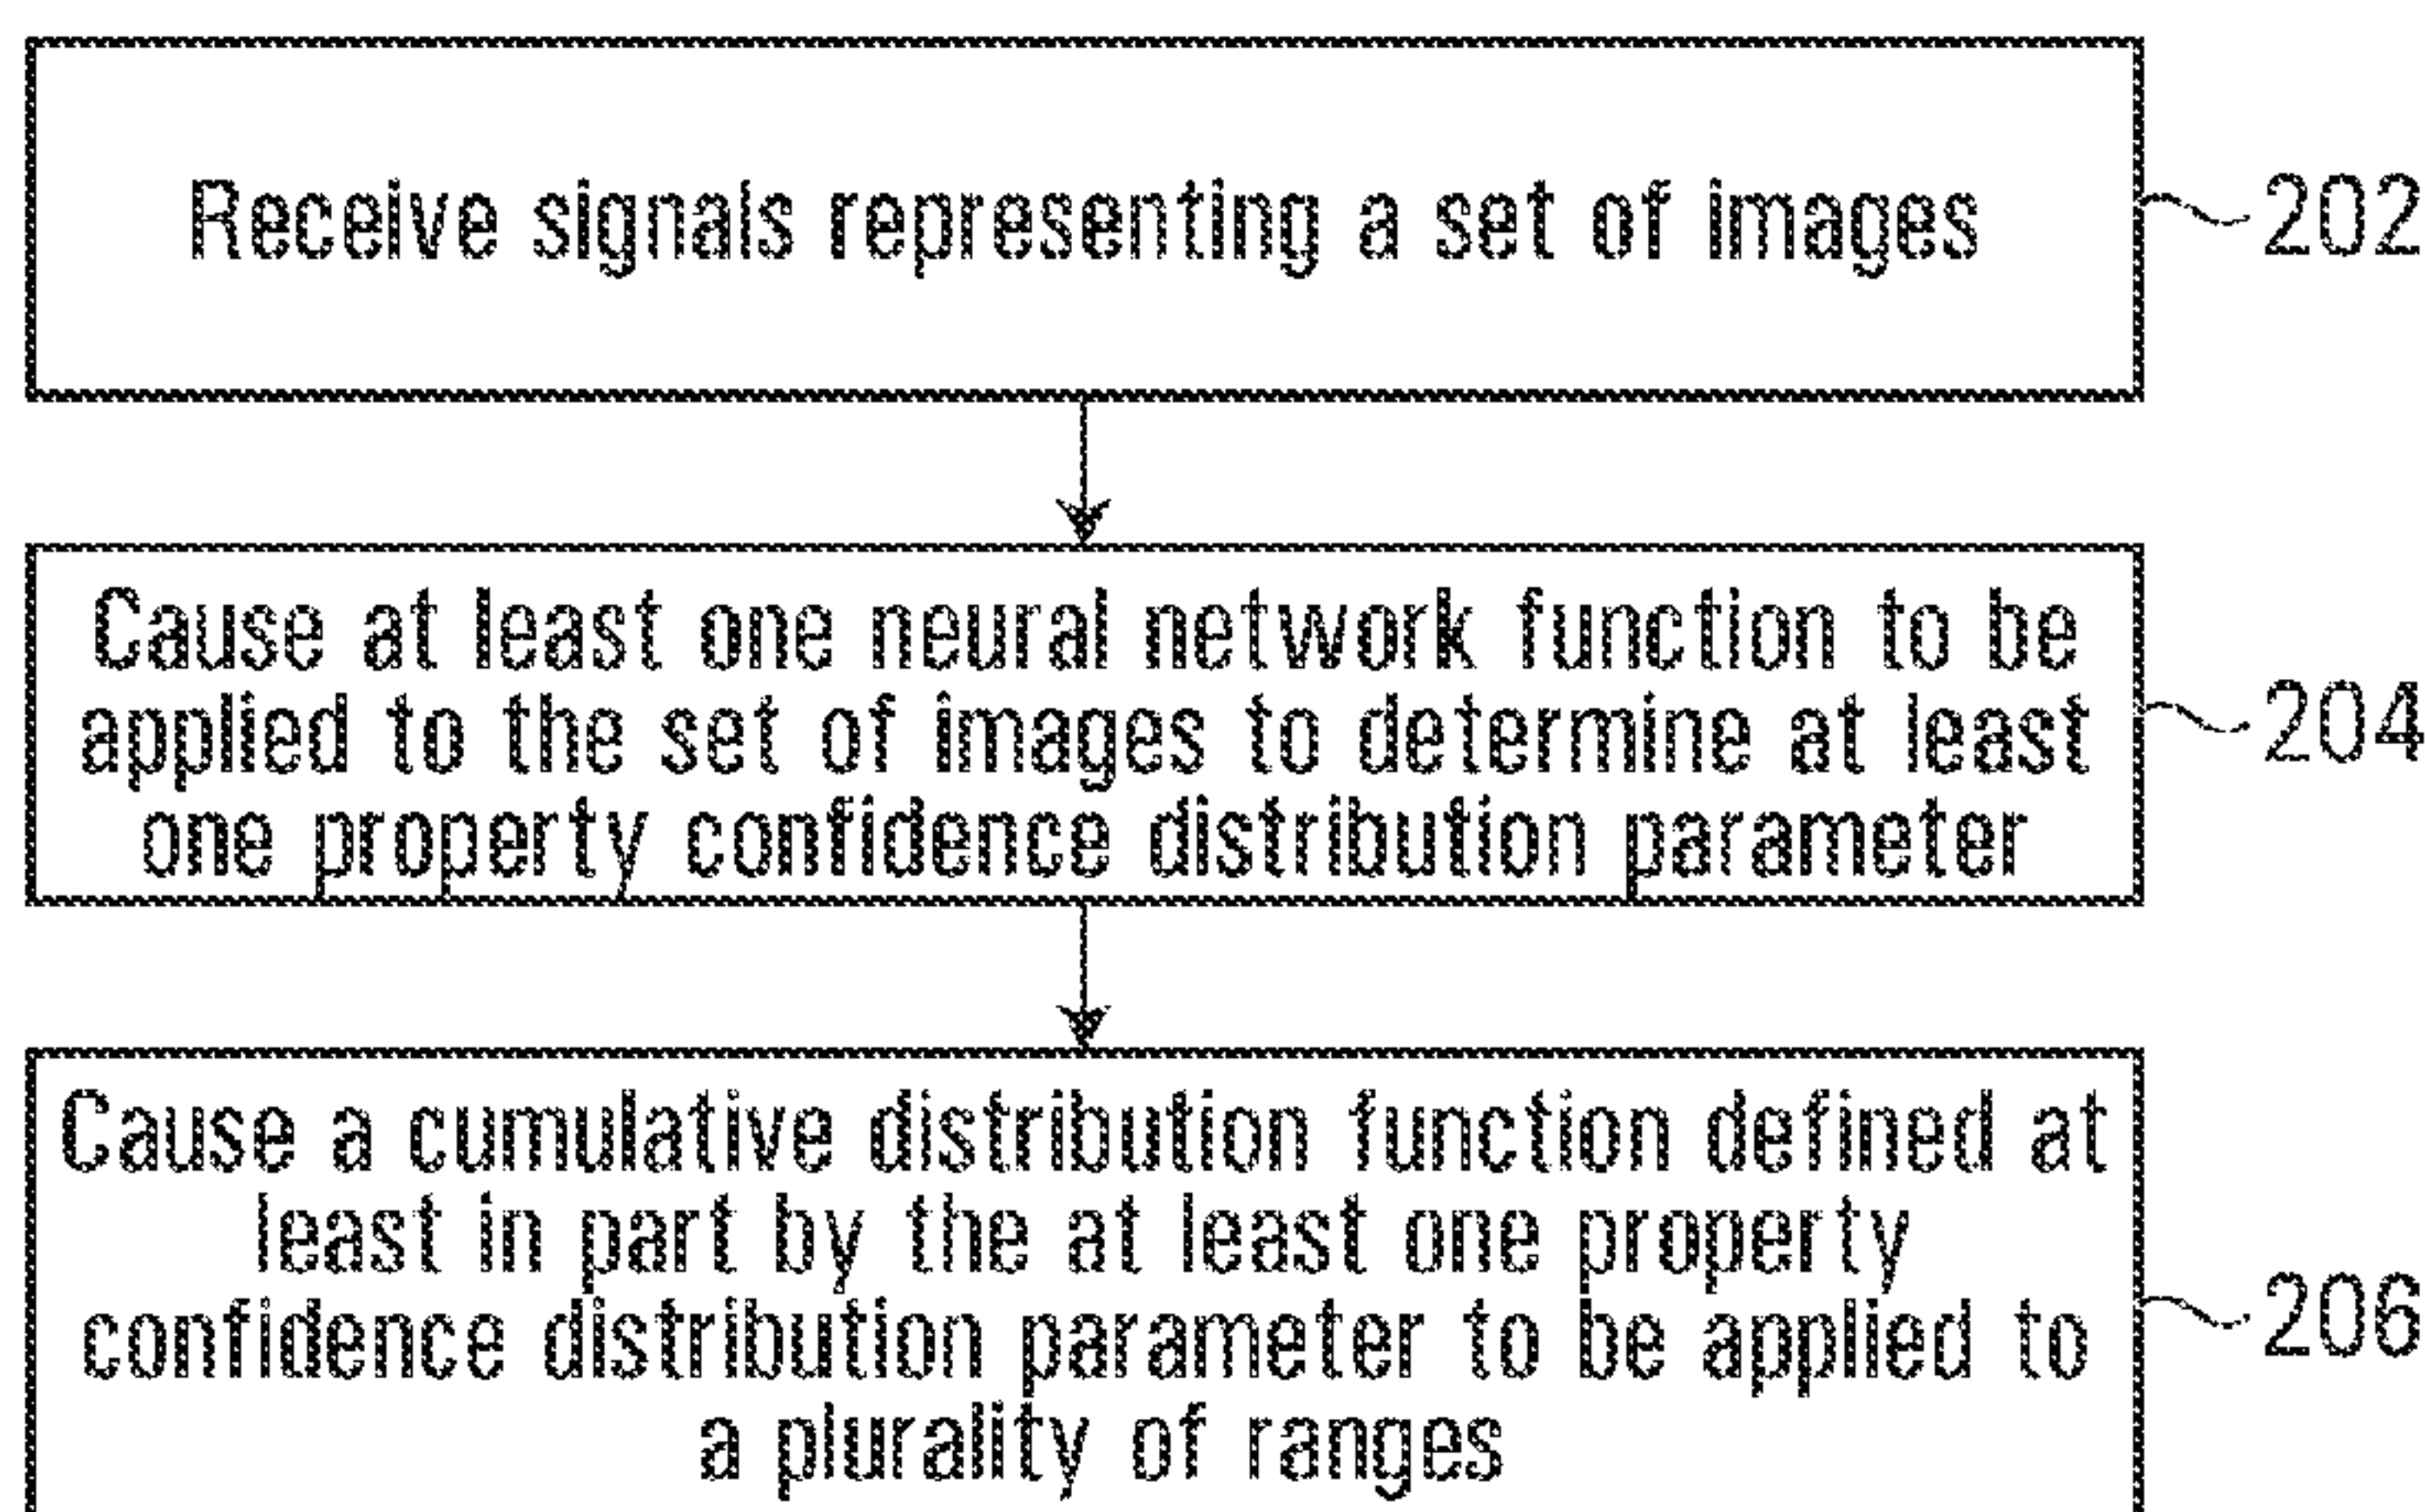 Receive signals representing a set of images
202
Cause at least one neural network function to be
applied to the set of images to determine at least
one property confidence distribution parameter
204
Cause a cumulative distribution function defined at
least in part by the at least one property
confidence distribution parameter to be applied to
a plurality of ranges
206